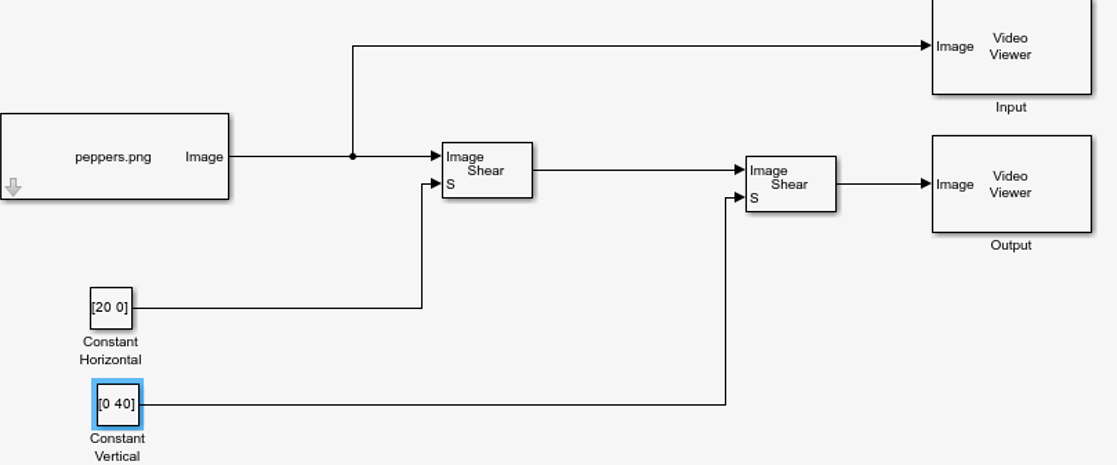 Image
Video
Viewer
Input
peppers.png
Image
Image
Shear
S
Image
Shear
S
Image
Video
Viewer
Output
[20 0]
Constant
Horizontal
[0 40]
Constant
Vertical